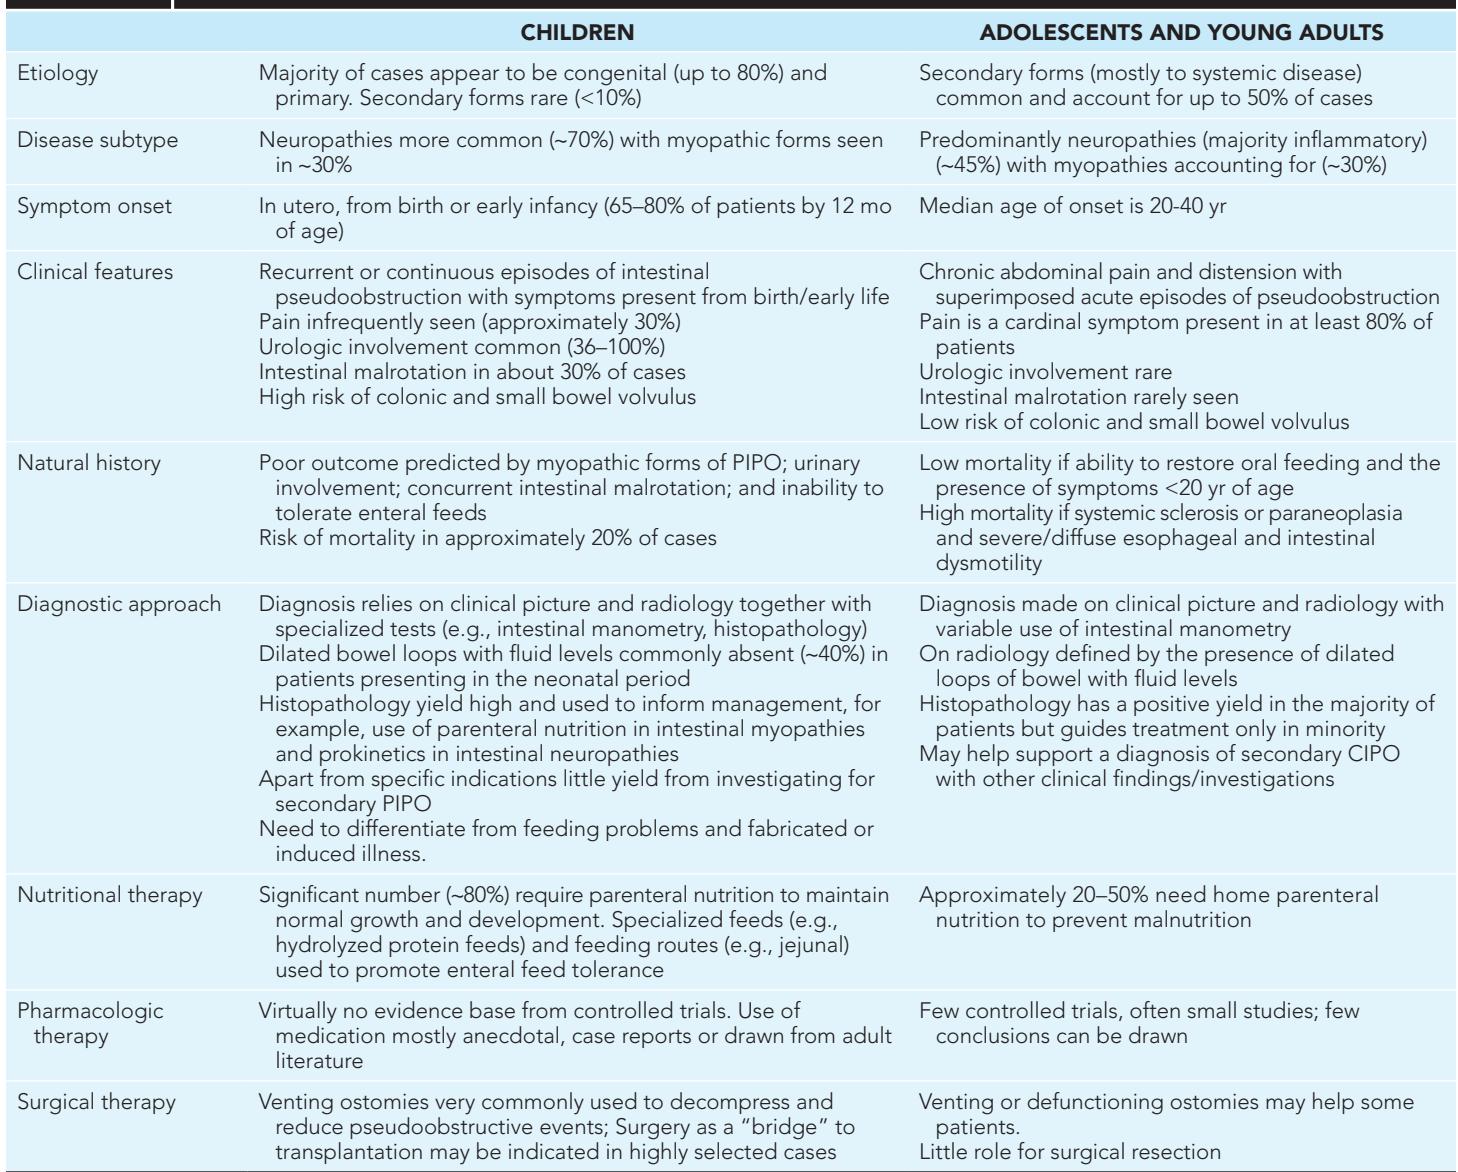 CHILDREN
ADOLESCENTS AND YOUNG ADULTS
Etiology
Majority of cases appear to be congenital (up to 80%) and
primary. Secondary forms rare (<10%)
Secondary forms (mostly to systemic disease)
common and account for up to 50% of cases
Disease subtype
Neuropathies more common (~70%) with myopathic forms seen
in ~30%
Predominantly neuropathies (majority inflammatory)
(~45%) with myopathies accounting for (~30%)
Symptom onset
In utero, from birth or early infancy (65–80% of patients by 12 mo
of age)
Median age of onset is 20-40 yr
Clinical features
Recurrent or continuous episodes of intestinal
pseudoobstruction with symptoms present from birth/early life
Pain infrequently seen (approximately 30%)
Urologic involvement common (36–100%)
Intestinal malrotation in about 30% of cases
High risk of colonic and small bowel volvulus
Chronic abdominal pain and distension with
superimposed acute episodes of pseudoobstruction
Pain is a cardinal symptom present in at least 80% of
patients
Urologic involvement rare
Intestinal malrotation rarely seen
Low risk of colonic and small bowel volvulus
Natural history
Poor outcome predicted by myopathic forms of PIPO; urinary
involvement; concurrent intestinal malrotation; and inability to
tolerate enteral feeds
Risk of mortality in approximately 20% of cases
Low mortality if ability to restore oral feeding and the
presence of symptoms <20 yr of age
High mortality if systemic sclerosis or paraneoplasia
and severe/diffuse esophageal and intestinal
dysmotility
Diagnostic approach
Diagnosis relies on clinical picture and radiology together with
specialized tests (e.g., intestinal manometry, histopathology)
Dilated bowel loops with fluid levels commonly absent (~40%) in
patients presenting in the neonatal period
Histopathology yield high and used to inform management, for
example, use of parenteral nutrition in intestinal myopathies
and prokinetics in intestinal neuropathies
Apart from specific indications little yield from investigating for
secondary PIPO
Need to differentiate from feeding problems and fabricated or
induced illness.
Diagnosis made on clinical picture and radiology with
variable use of intestinal manometry
On radiology defined by the presence of dilated
loops of bowel with fluid levels
Histopathology has a positive yield in the majority of
patients but guides treatment only in minority
May help support a diagnosis of secondary CIPO
with other clinical findings/investigations
Nutritional therapy
Significant number (~80%) require parenteral nutrition to maintain
normal growth and development. Specialized feeds (e.g.,
hydrolyzed protein feeds) and feeding routes (e.g., jejunal)
used to promote enteral feed tolerance
Approximately 20–50% need home parenteral
nutrition to prevent malnutrition
Pharmacologic
therapy
Virtually no evidence base from controlled trials. Use of
medication mostly anecdotal, case reports or drawn from adult
literature
Few controlled trials, often small studies; few
conclusions can be drawn
Surgical therapy
Venting ostomies very commonly used to decompress and
reduce pseudoobstructive events; Surgery as a “bridge” to
transplantation may be indicated in highly selected cases
Venting or defunctioning ostomies may help some
patients.
Little role for surgical resection